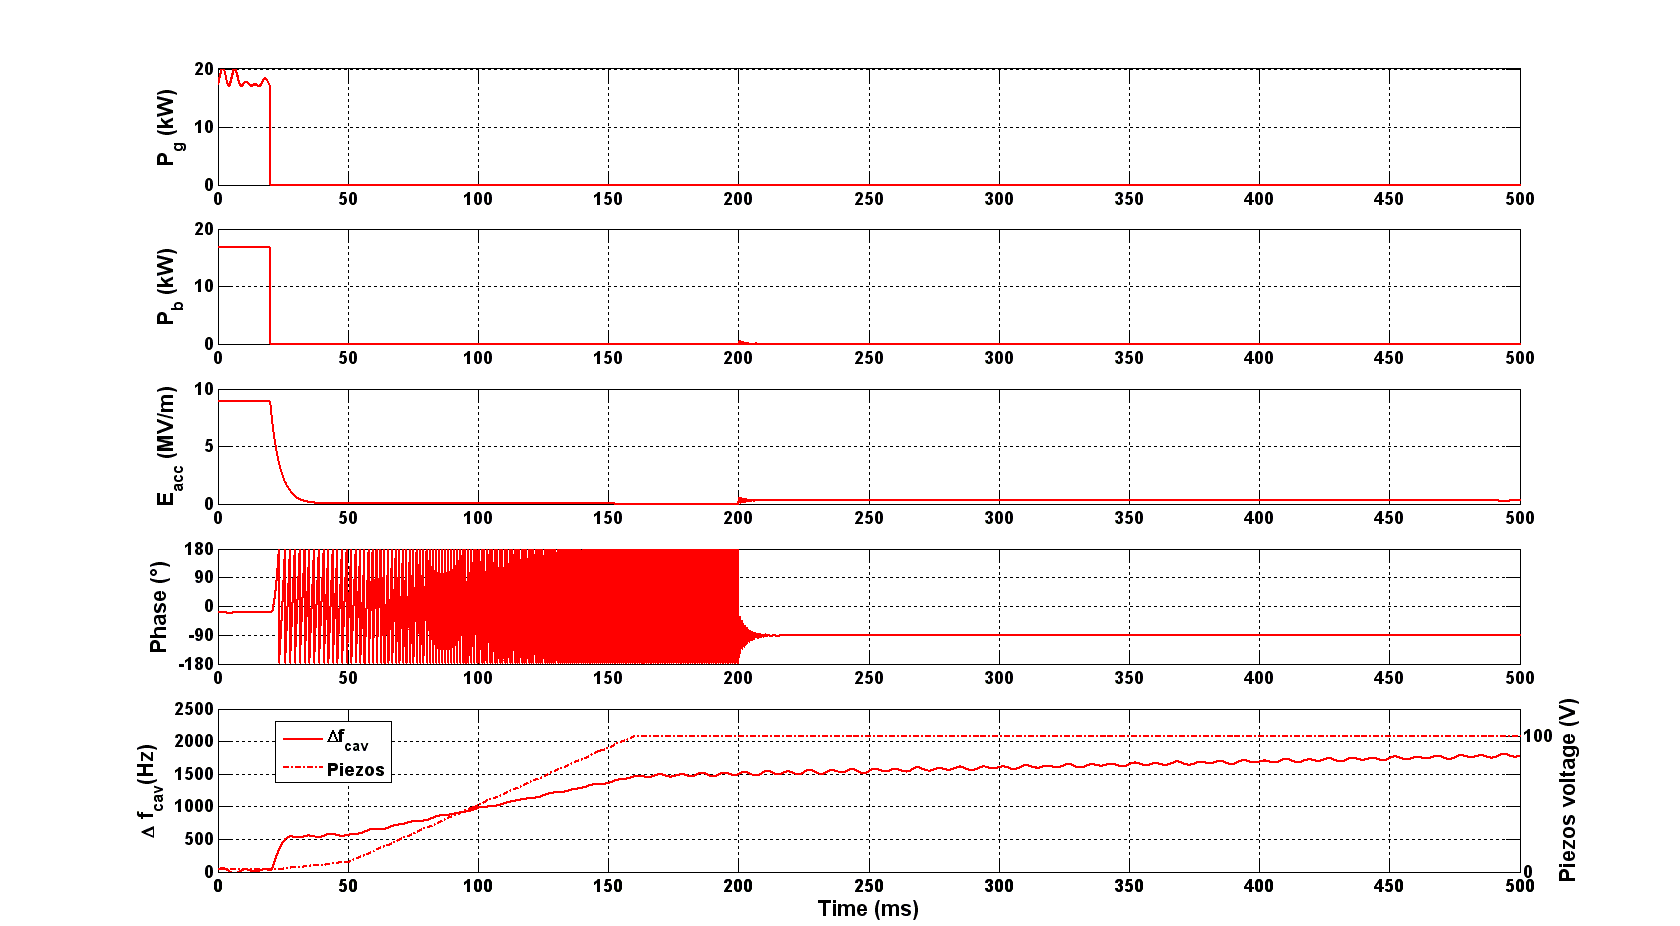 20
10
0
P_g (kW)
0 50 100 150 200 250 300 350 400 450 500
20
10
0
P_b (kW)
0 50 100 150 200 250 300 350 400 450 500
10
5
0
E_acc (MV/m)
0 50 100 150 200 250 300 350 400 450 500
180
90
0
-90
-180
Phase (°)
0 50 100 150 200 250 300 350 400 450 500
2500
2000
1500
1000
500
0
Δ f_cav (Hz)
Δf_cav
Piezos
100
0
Piezos voltage (V)
0 50 100 150 200 250 300 350 400 450 500
Time (ms)